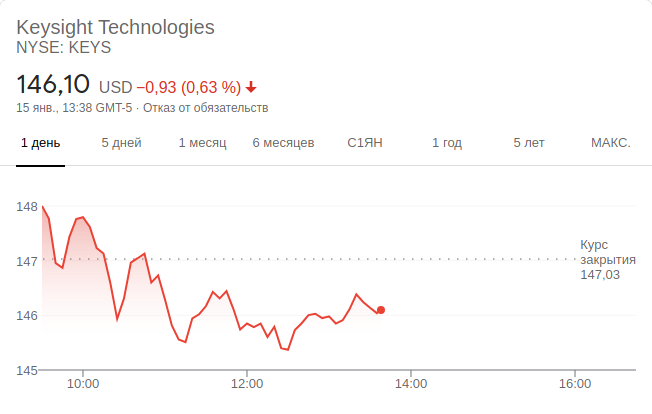 Keysight Technologies
NYSE: KEYS
146,10 USD −0,93 (0,63 %)
15 янв., 13:38 GMT-5 · Отказ от обязательств
1 день 5 дней 1 месяц 6 месяцев С1ЯН 1 год 5 лет МАКС.
148
Курс
закрытия
147,03
147
146
145
10:00 12:00 14:00 16:00